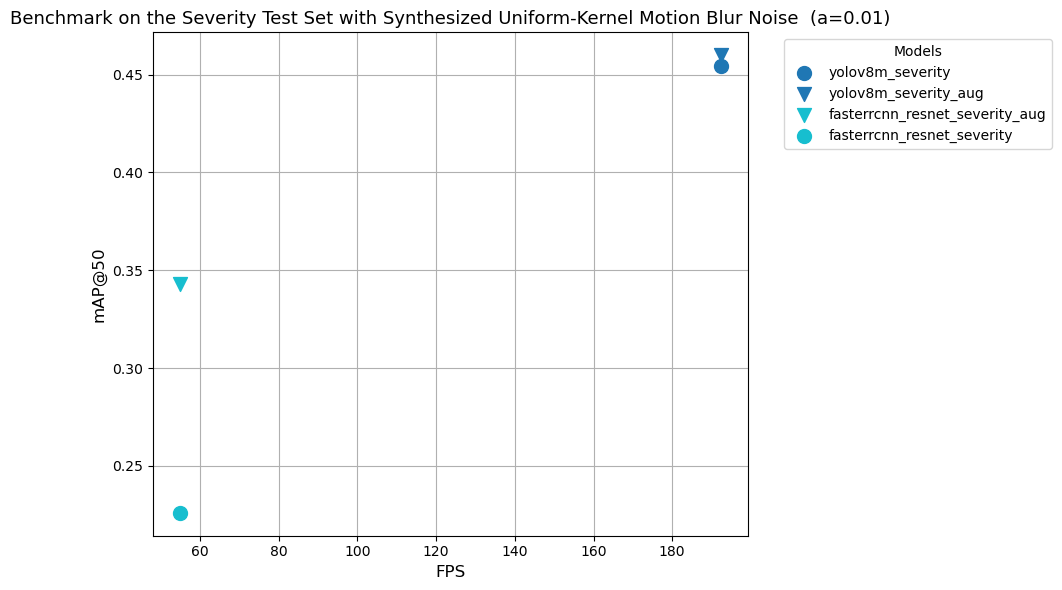 Benchmark on the Severity Test Set with Synthesized Uniform-Kernel Motion Blur Noise  (a=0.01)
Models
yolov8m_severity
yolov8m_severity_aug
fasterrcnn_resnet_severity_aug
fasterrcnn_resnet_severity
mAP@50
0.45
0.40
0.35
0.30
0.25
60 80 100 120 140 160 180
FPS